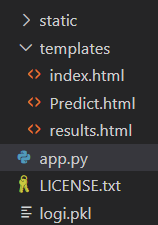 static
templates
index.html
Predict.html
results.html
app.py
LICENSE.txt
logi.pkl